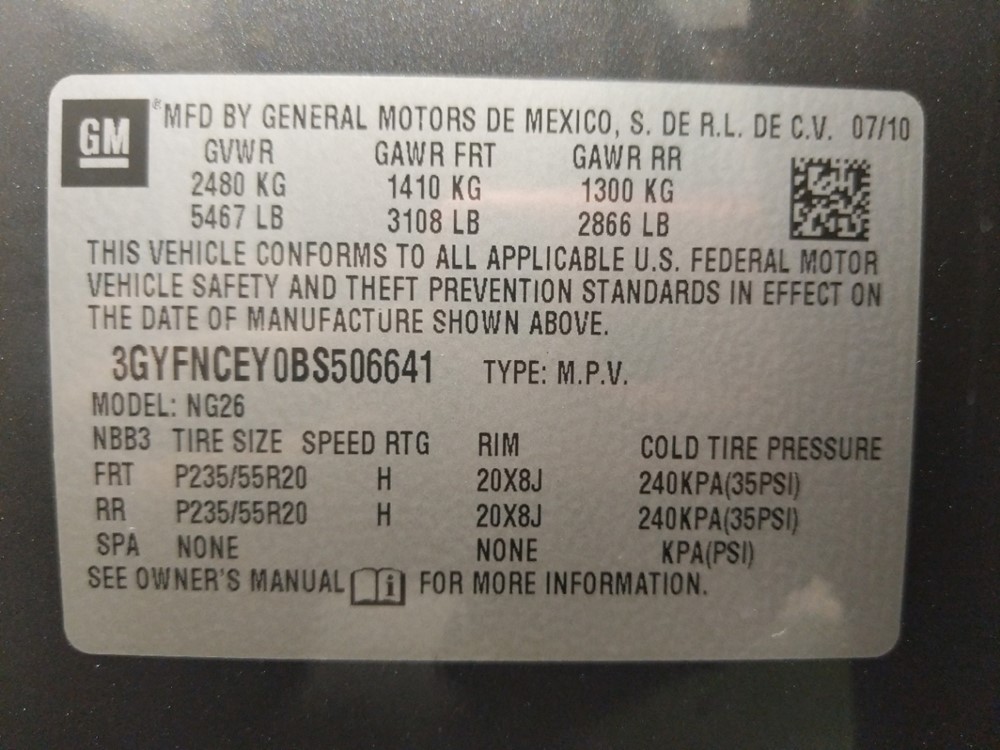 GM ® MFD BY GENERAL MOTORS DE MEXICO, S. DE R.L. DE C.V. 07/10
GVWR GAWR FRT GAWR RR
2480 KG 1410 KG 1300 KG
5467 LB 3108 LB 2866 LB
THIS VEHICLE CONFORMS TO ALL APPLICABLE U.S. FEDERAL MOTOR
VEHICLE SAFETY AND THEFT PREVENTION STANDARDS IN EFFECT ON
THE DATE OF MANUFACTURE SHOWN ABOVE.
3GYFNCEY0BS506641 TYPE: M.P.V.
MODEL: NG26
NBB3 TIRE SIZE SPEED RTG RIM COLD TIRE PRESSURE
FRT P235/55R20 H 20X8J 240KPA(35PSI)
RR P235/55R20 H 20X8J 240KPA(35PSI)
SPA NONE NONE KPA(PSI)
SEE OWNER'S MANUAL i FOR MORE INFORMATION.